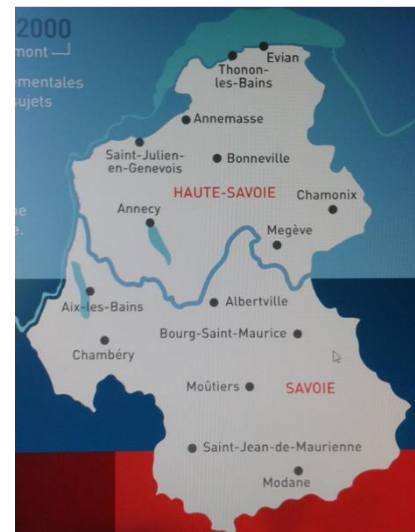 2000
mont
ementales
sujets
e.
Evian
Thonon-
les-Bains
Annemasse
Saint-Julien-
en-Genevois
Bonneville
HAUTE-SAVOIE
Chamonix
Annecy
Megève
Aix-les-Bains
Albertville
Chambéry
Bourg-Saint-Maurice
Moûtiers
SAVOIE
Saint-Jean-de-Maurienne
Modane